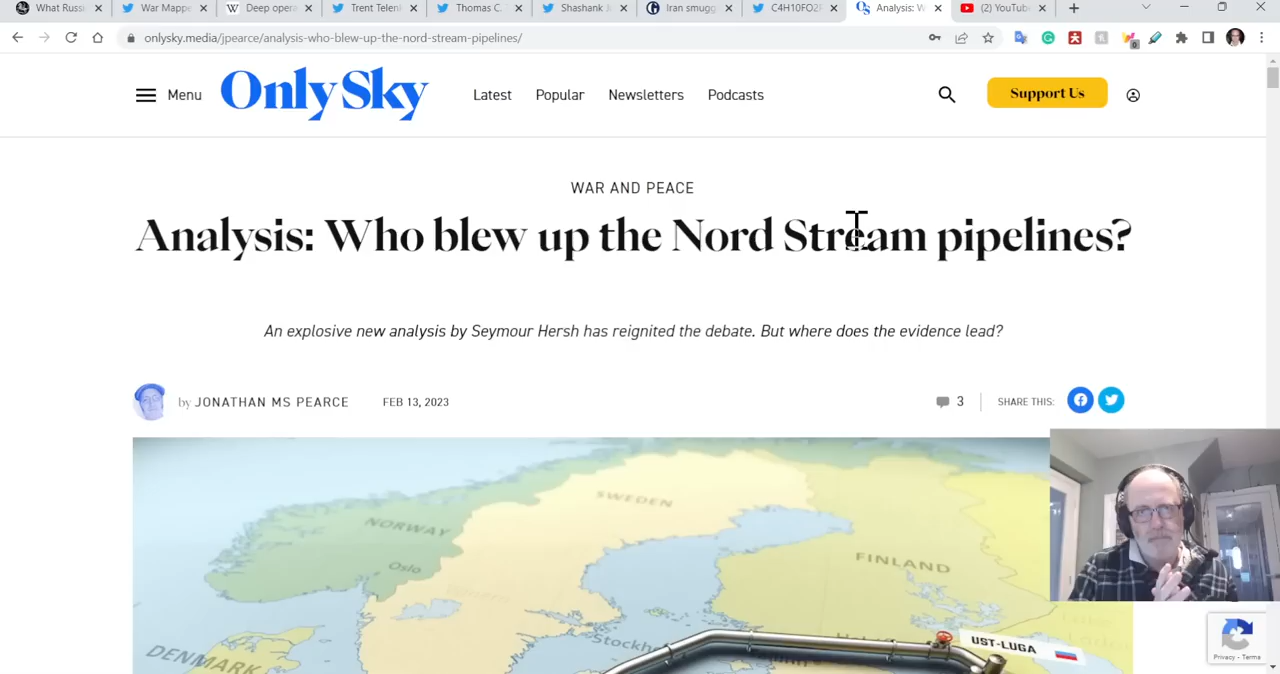 What Russi
War Mappe
Deep opera
Trent Telen
Thomas C.
Shashank J
Iran smugg
C4H10FO2P
Analysis: W
(2) YouTub
onlysky.media/jpearce/analysis-who-blew-up-the-nord-stream-pipelines/
Menu
OnlySky
Latest
Popular
Newsletters
Podcasts
Support Us
WAR AND PEACE
Analysis: Who blew up the Nord Stream pipelines?
An explosive new analysis by Seymour Hersh has reignited the debate. But where does the evidence lead?
by JONATHAN MS PEARCE
FEB 13, 2023
3
SHARE THIS:
SWEDEN
NORWAY
Oslo
FINLAND
Stockh
DENMARK
UST-LUGA
Privacy - Terms